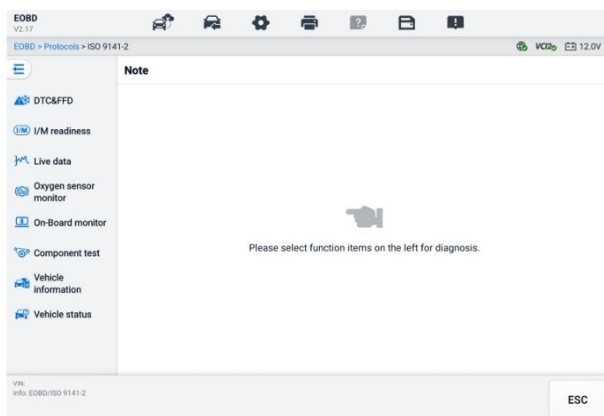 EOBD
V2.17
EOBD > Protocols > ISO 9141-2
VCI2
12.0V
Note
DTC&FFD
I/M
I/M readiness
Live data
Oxygen sensor
monitor
On-Board monitor
Component test
Vehicle
information
Vehicle status
Please select function items on the left for diagnosis.
VIN:
Info: EOBD/ISO 9141-2
ESC